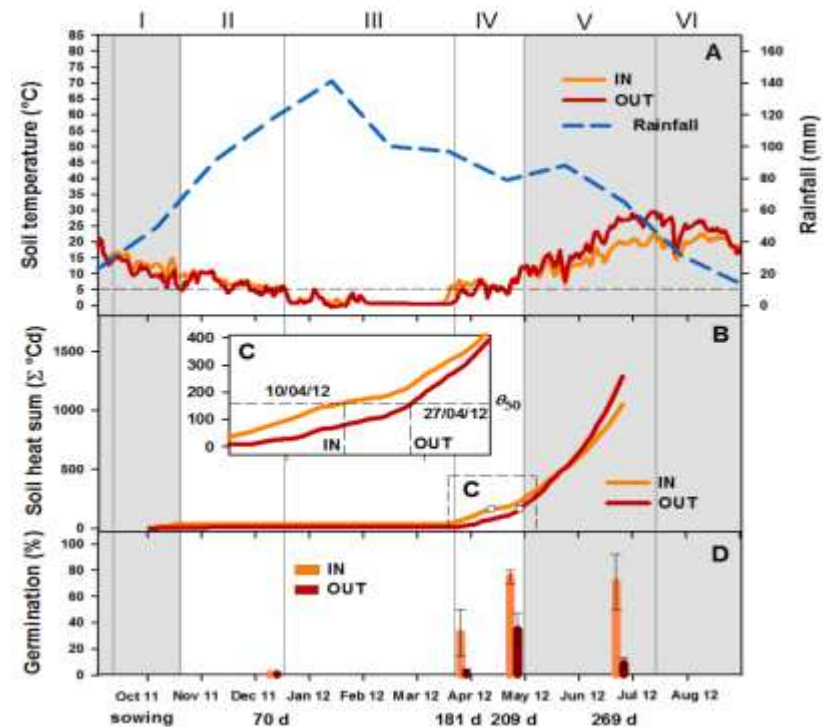 I II III IV V VI
A
Soil temperature (°C)
85
80
75
70
65
60
55
50
45
40
35
30
25
20
15
10
5
0
IN
OUT
Rainfall
Rainfall (mm)
160
140
120
100
80
60
40
20
0
B
Soil heat sum (Σ ºCd)
1500
1000
500
0
C
400
300
200
100
0
10/04/12
27/04/12
θ50
IN OUT
C
IN
OUT
D
Germination (%)
100
80
60
40
20
0
IN
OUT
Oct 11 Nov 11 Dec 11 Jan 12 Feb 12 Mar 12 Apr 12 May 12 Jun 12 Jul 12 Aug 12
sowing 70 d 181 d 209 d 269 d